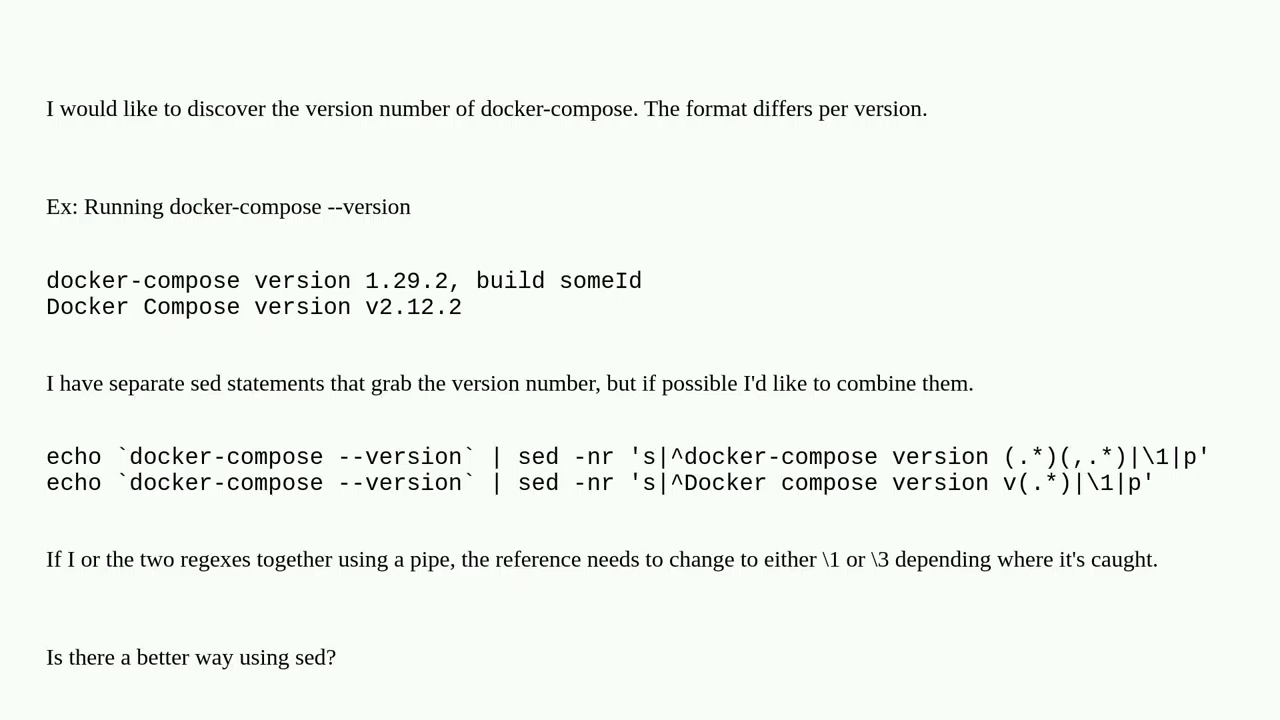 I would like to discover the version number of docker-compose. The format differs per version.
Ex: Running docker-compose --version
docker-compose version 1.29.2, build someId
Docker Compose version v2.12.2
I have separate sed statements that grab the version number, but if possible I'd like to combine them.
echo `docker-compose --version` | sed -nr 's|^docker-compose version (.*)(,.*)|\1|p'
echo `docker-compose --version` | sed -nr 's|^Docker compose version v(.*)|\1|p'
If I or the two regexes together using a pipe, the reference needs to change to either \1 or \3 depending where it's caught.
Is there a better way using sed?